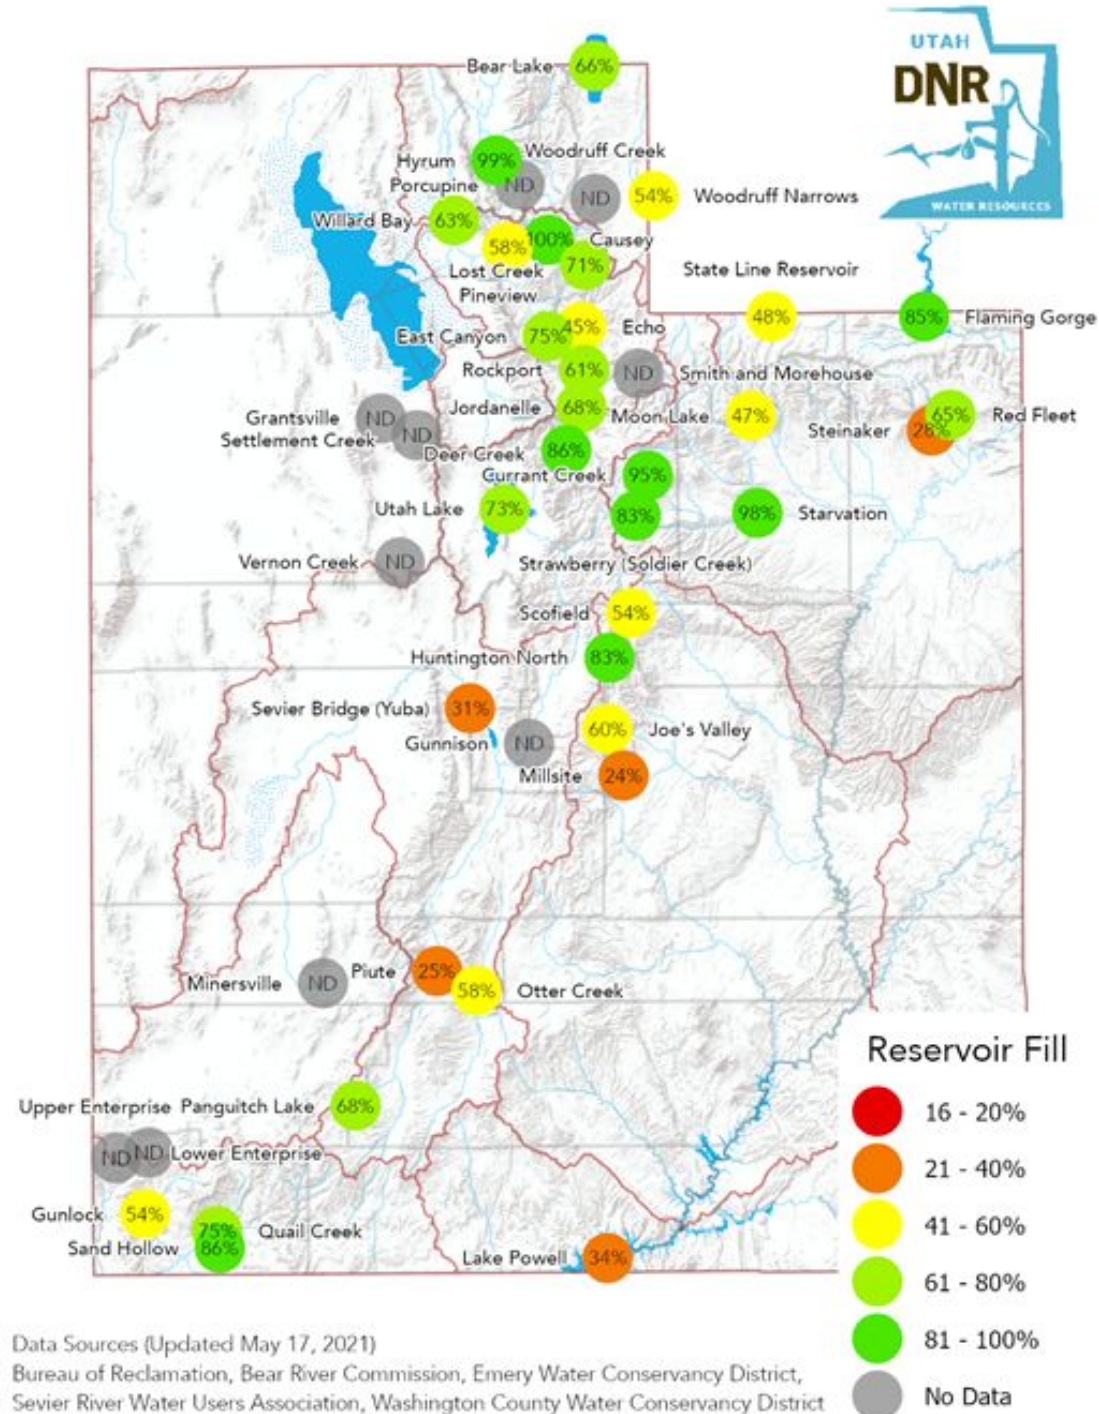 UTAH
DNR
WATER RESOURCES
Bear Lake 66%
Hyrum 99% Woodruff Creek
Porcupine ND
ND
54% Woodruff Narrows
Willard Bay 63%
58% 100% Causey
Lost Creek 71%
Pineview
State Line Reservoir
48%
85% Flaming Gorge
East Canyon 75% 45% Echo
Rockport 61%
ND Smith and Morehouse
Jordanelle 68%
Moon Lake 47%
Steinaker 28% 65% Red Fleet
Grantsville ND
Settlement Creek ND
Deer Creek 86%
Currant Creek 95%
Utah Lake 73%
83%
98% Starvation
Strawberry (Soldier Creek)
Vernon Creek ND
Scofield 54%
Huntington North 83%
Sevier Bridge (Yuba) 31%
Gunnison ND
60% Joe's Valley
Millsite 24%
Minersville ND
Piute 25%
58% Otter Creek
Upper Enterprise Panguitch Lake 68%
ND ND Lower Enterprise
Gunlock 54%
75% Quail Creek
Sand Hollow 86%
Lake Powell 34%
Reservoir Fill
16 - 20%
21 - 40%
41 - 60%
61 - 80%
81 - 100%
No Data
Data Sources (Updated May 17, 2021)
Bureau of Reclamation, Bear River Commission, Emery Water Conservancy District,
Sevier River Water Users Association, Washington County Water Conservancy District